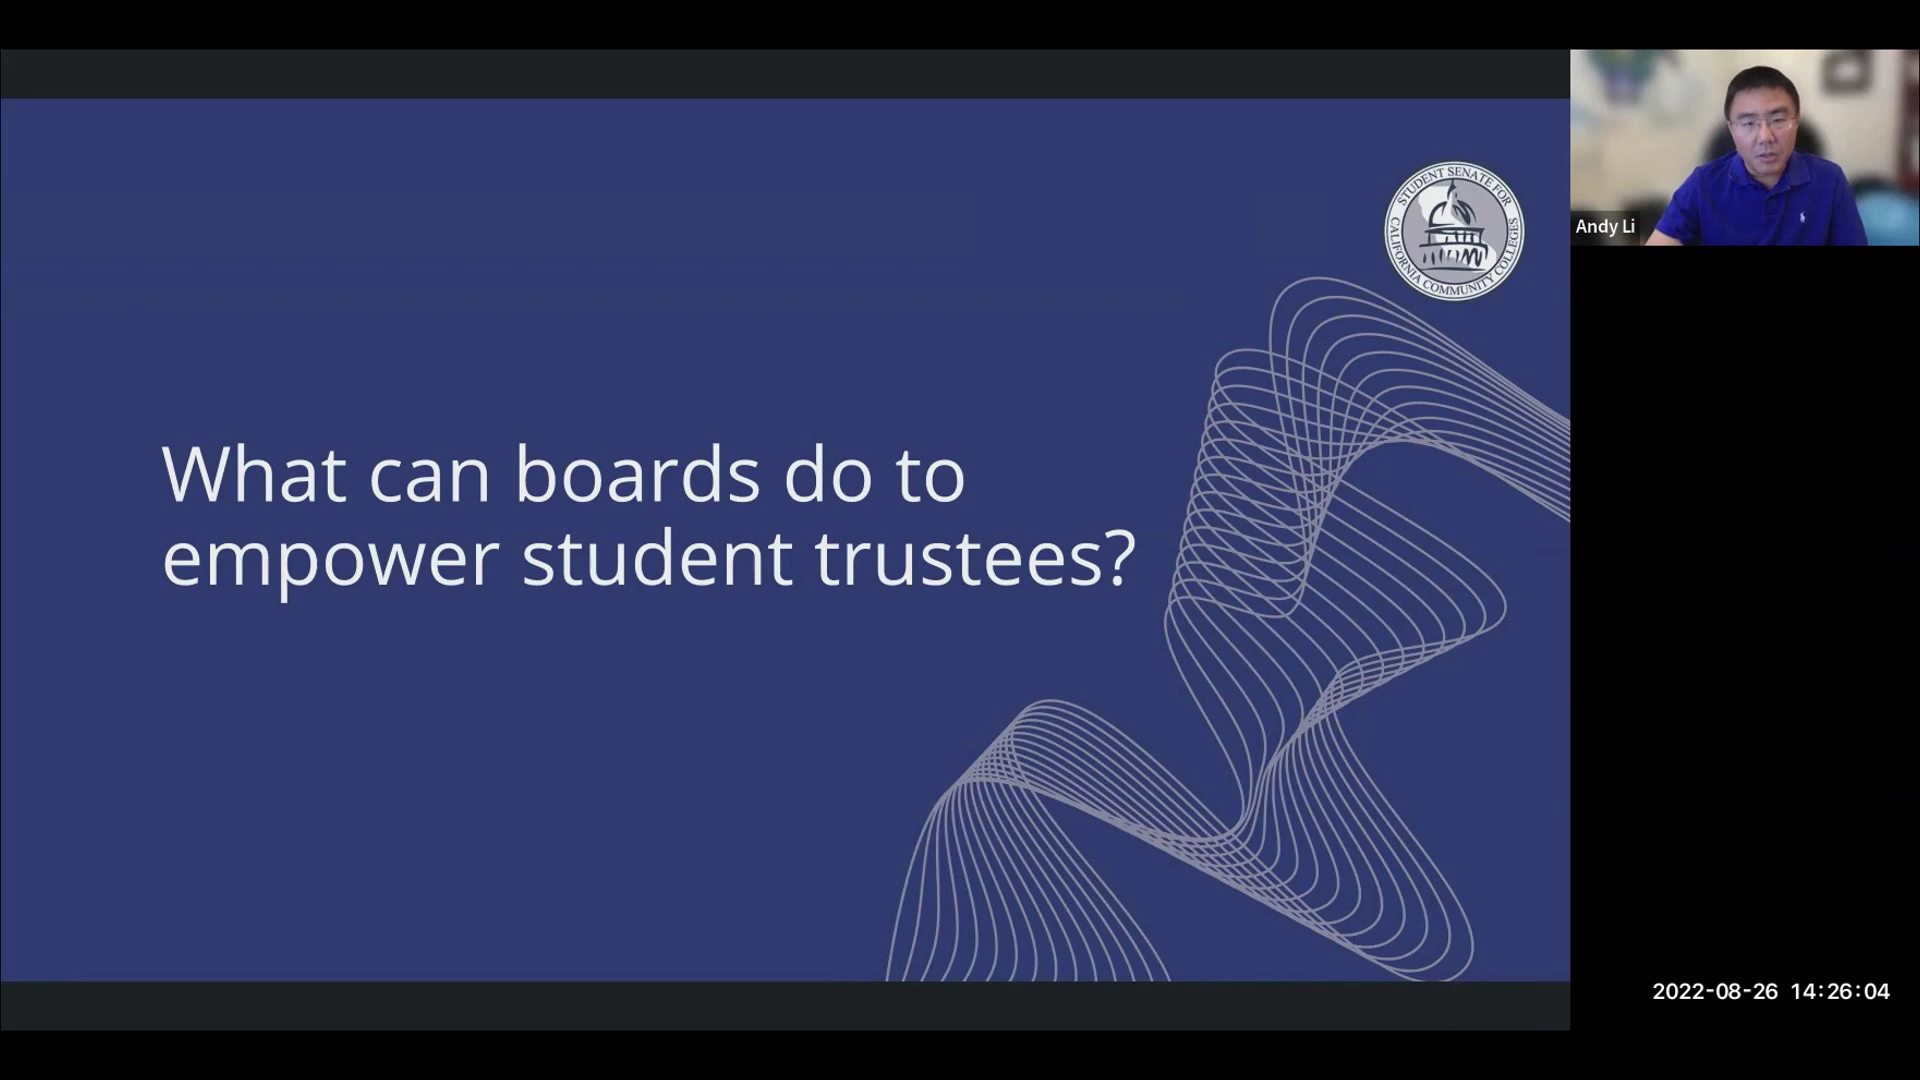 STUDENT SENATE FOR
CALIFORNIA COMMUNITY COLLEGES
What can boards do to
empower student trustees?
Andy Li
2022-08-26 14:26:04